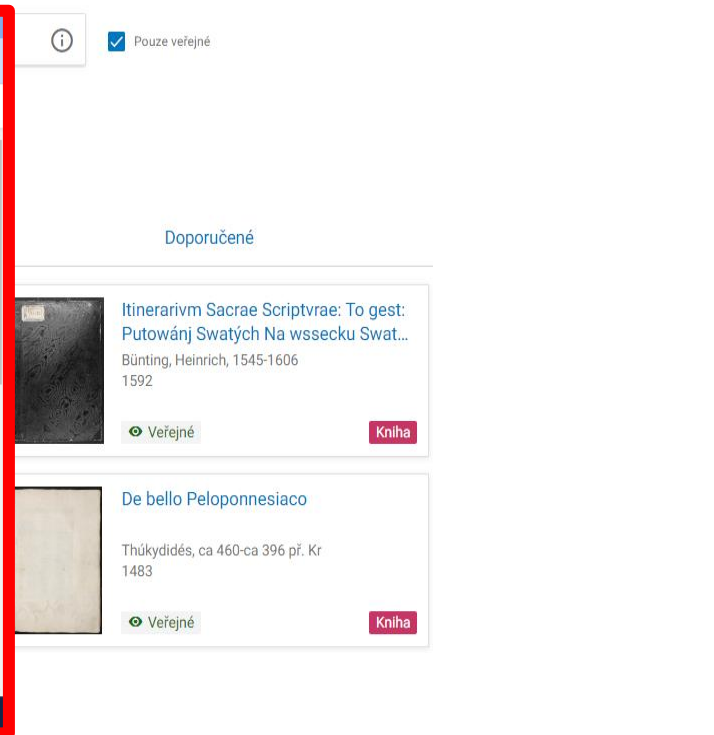 Pouze veřejné
Doporučené
Itinerarivm Sacrae Scriptvrae: To gest:
Putowánj Swatých Na wssecku Swat...
Bünting, Heinrich, 1545-1606
1592
Veřejné
Kniha
De bello Peloponnesiaco
Thúkydidés, ca 460-ca 396 př. Kr
1483
Veřejné
Kniha